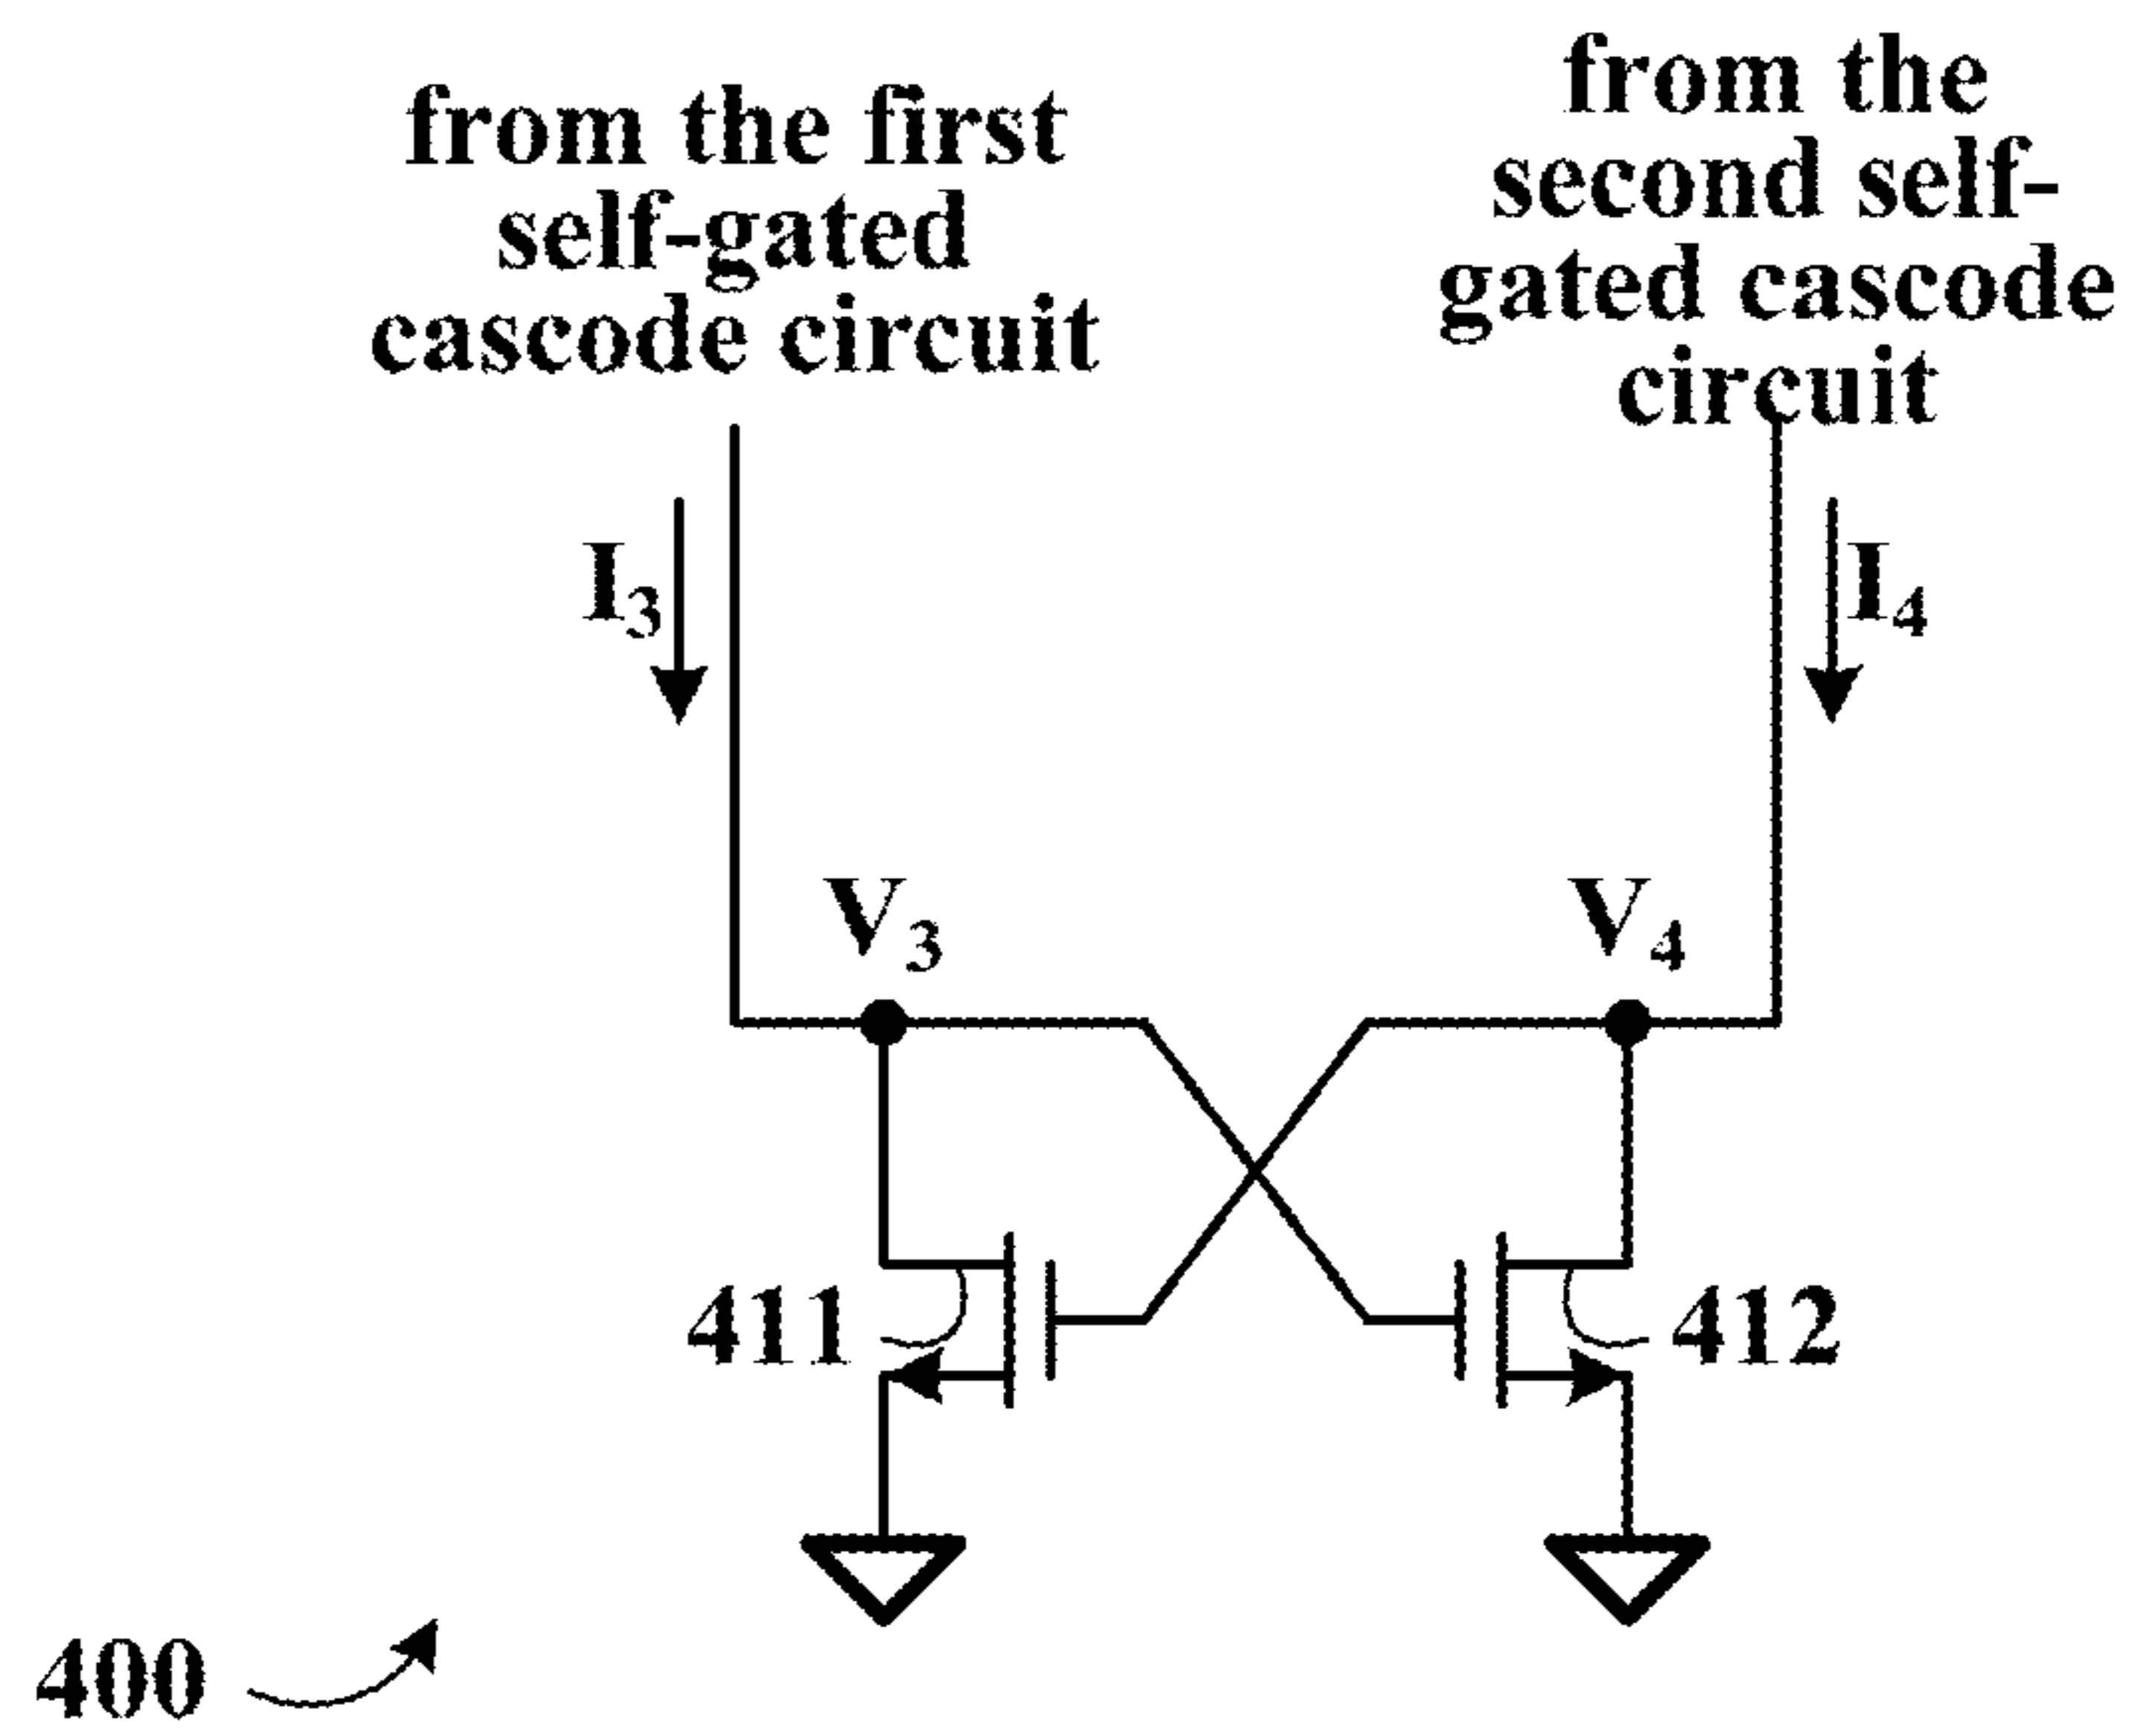 from the first
self-gated
cascode circuit
from the
second self-
gated cascode
circuit
I3
I4
V3
V4
411
412
400